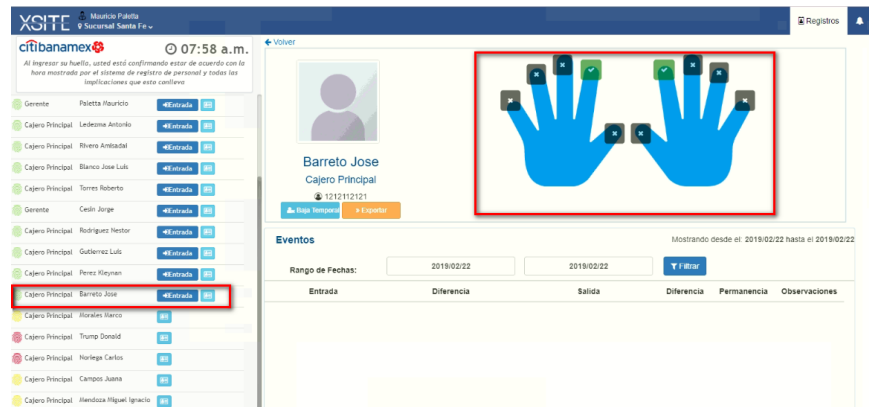 XSITE
Mauricio Paletta
Sucursal Santa Fe
Registros
citibanamex
07:58 a.m.
Al ingresar su huella, usted está confirmando estar de acuerdo con la
hora mostrada por el sistema de registro de personal y todas las
implicaciones que esto conlleva
Gerente Paletta Mauricio Entrada
Cajero Principal Ledezma Antonio Entrada
Cajero Principal Rivero Amisadai Entrada
Cajero Principal Blanco Jose Luis Entrada
Cajero Principal Torres Roberto Entrada
Gerente Cesin Jorge Entrada
Cajero Principal Rodriguez Nestor Entrada
Cajero Principal Gutierrez Luis Entrada
Cajero Principal Perez Kleynan Entrada
Cajero Principal Barreto Jose Entrada
Cajero Principal Morales Marco
Cajero Principal Trump Donald
Cajero Principal Noriega Carlos
Cajero Principal Campos Juana
Cajero Principal Mendoza Miguel Ignacio
Volver
Barreto Jose
Cajero Principal
1212112121
Baja Temporal Exportar
Eventos
Mostrando desde el: 2019/02/22 hasta el 2019/02/22
Rango de Fechas: 2019/02/22 2019/02/22 Filtrar
Entrada Diferencia Salida Diferencia Permanencia Observaciones